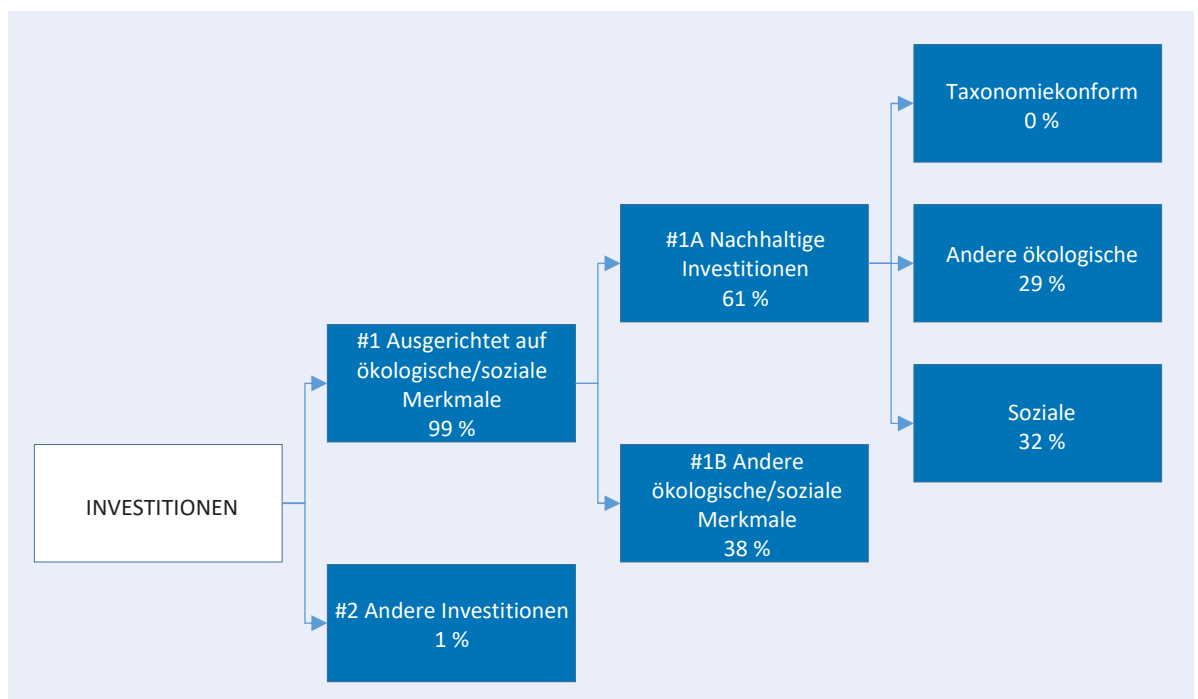 INVESTITIONEN
#1 Ausgerichtet auf
ökologische/soziale
Merkmale
99 %
#2 Andere Investitionen
1 %
#1A Nachhaltige
Investitionen
61 %
#1B Andere
ökologische/soziale
Merkmale
38 %
Taxonomiekonform
0 %
Andere ökologische
29 %
Soziale
32 %